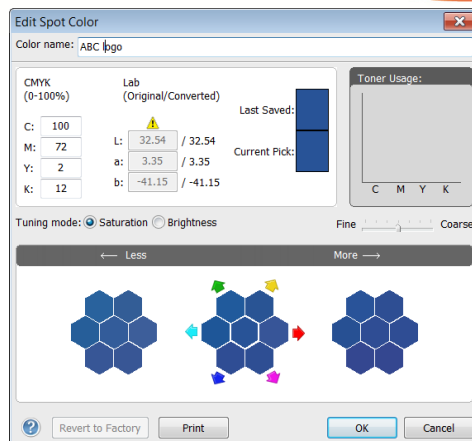 Edit Spot Color
Color name: ABC logo
CMYK
(0-100%)
Lab
(Original/Converted)
Last Saved:
Current Pick:
Toner Usage:
C: 100
M: 72
Y: 2
K: 12
L: 32.54 / 32.54
a: 3.35 / 3.35
b: -41.15 / -41.15
C M Y K
Tuning mode: Saturation Brightness
Fine Coarse
← Less
More →
? Revert to Factory Print OK Cancel